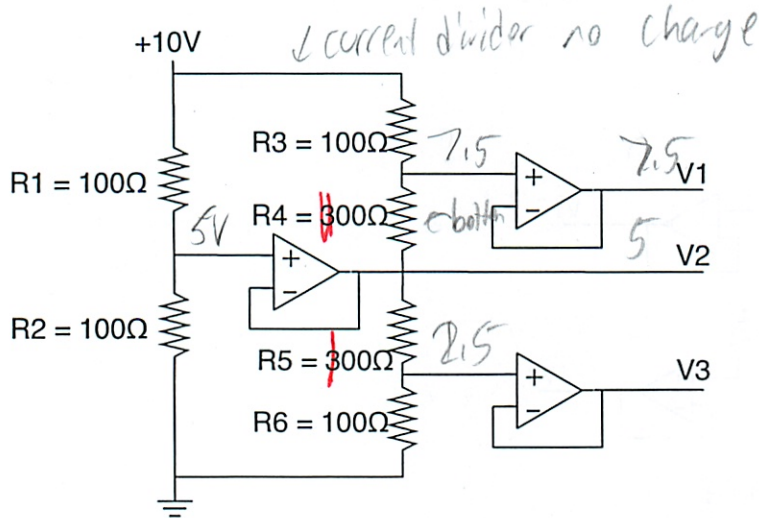 ↓ current divider no charge
+10V
R3 = 100Ω
7.5
7.5
V1
+
−
R1 = 100Ω
R4 = 300Ω
←bottom
5V
5
V2
+
−
R2 = 100Ω
R5 = 300Ω
2.5
V3
+
−
R6 = 100Ω